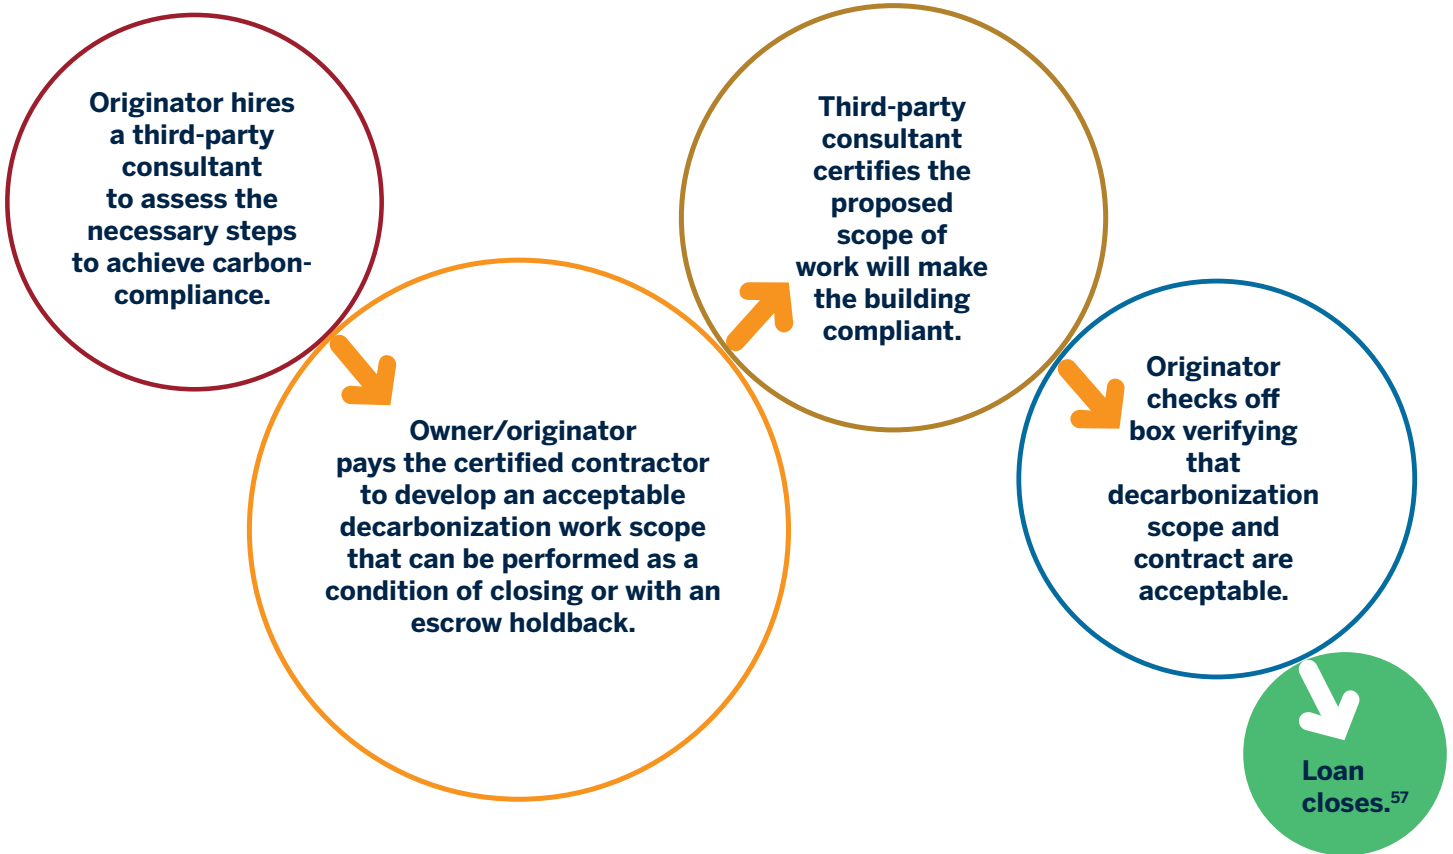 Originator hires
a third-party
consultant
to assess the
necessary steps
to achieve carbon-
compliance.
Owner/originator
pays the certified contractor
to develop an acceptable
decarbonization work scope
that can be performed as a
condition of closing or with an
escrow holdback.
Third-party
consultant
certifies the
proposed
scope of
work will make
the building
compliant.
Originator
checks off
box verifying
that
decarbonization
scope and
contract are
acceptable.
Loan
closes.57